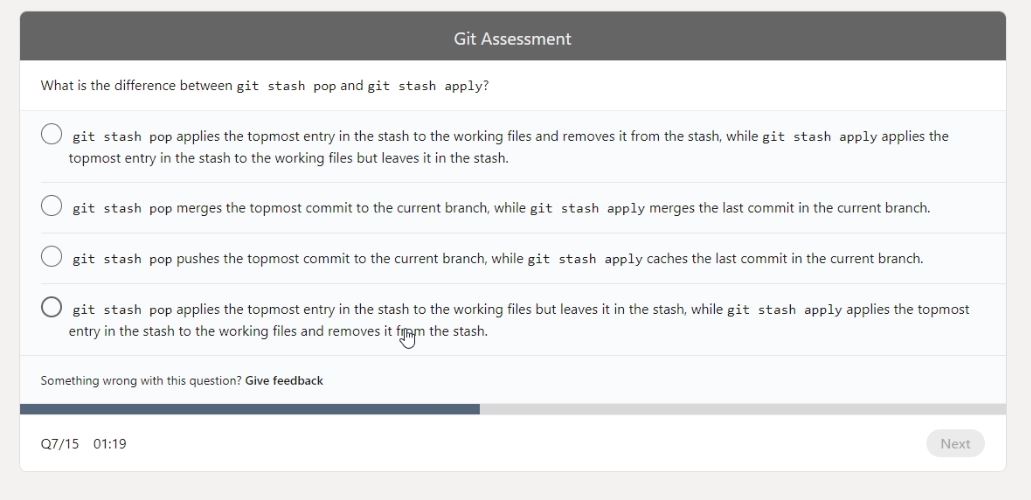 Git Assessment
What is the difference between git stash pop and git stash apply?
git stash pop applies the topmost entry in the stash to the working files and removes it from the stash, while git stash apply applies the
topmost entry in the stash to the working files but leaves it in the stash.
git stash pop merges the topmost commit to the current branch, while git stash apply merges the last commit in the current branch.
git stash pop pushes the topmost commit to the current branch, while git stash apply caches the last commit in the current branch.
git stash pop applies the topmost entry in the stash to the working files but leaves it in the stash, while git stash apply applies the topmost
entry in the stash to the working files and removes it from the stash.
Something wrong with this question? Give feedback
Q7/15 01:19
Next